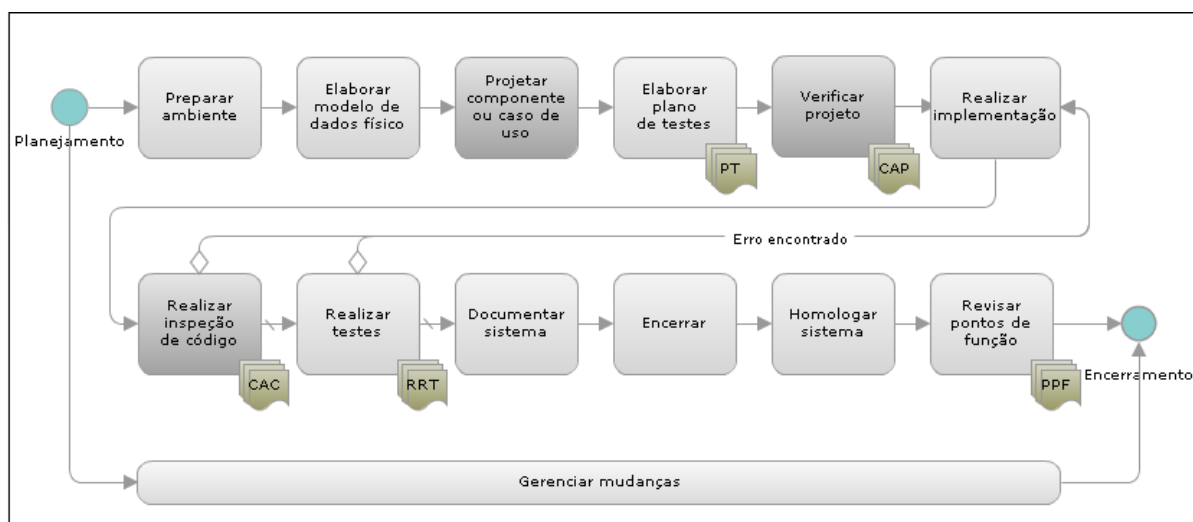 Planejamento
Preparar
ambiente
Elaborar
modelo de
dados físico
Projetar
componente
ou caso de
uso
Elaborar
plano
de testes
PT
Verificar
projeto
CAP
Realizar
implementação
Erro encontrado
Realizar
inspeção
de código
CAC
Realizar
testes
RRT
Documentar
sistema
Encerrar
Homologar
sistema
Revisar
pontos de
função
PPF
Encerramento
Gerenciar mudanças